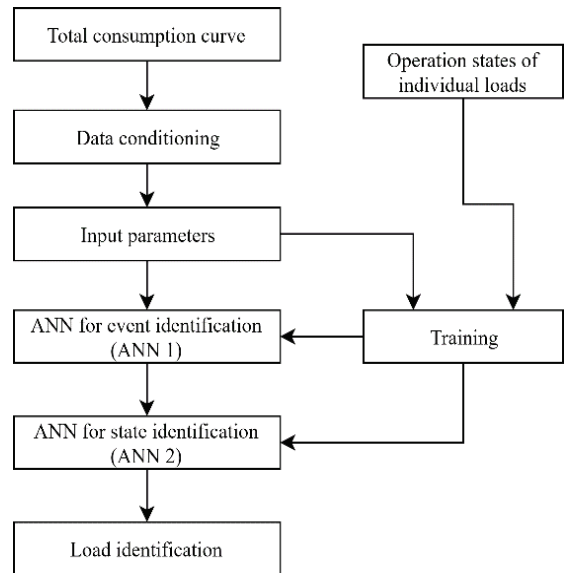 Total consumption curve
Operation states of
individual loads
Data conditioning
Input parameters
ANN for event identification
(ANN 1)
Training
ANN for state identification
(ANN 2)
Load identification